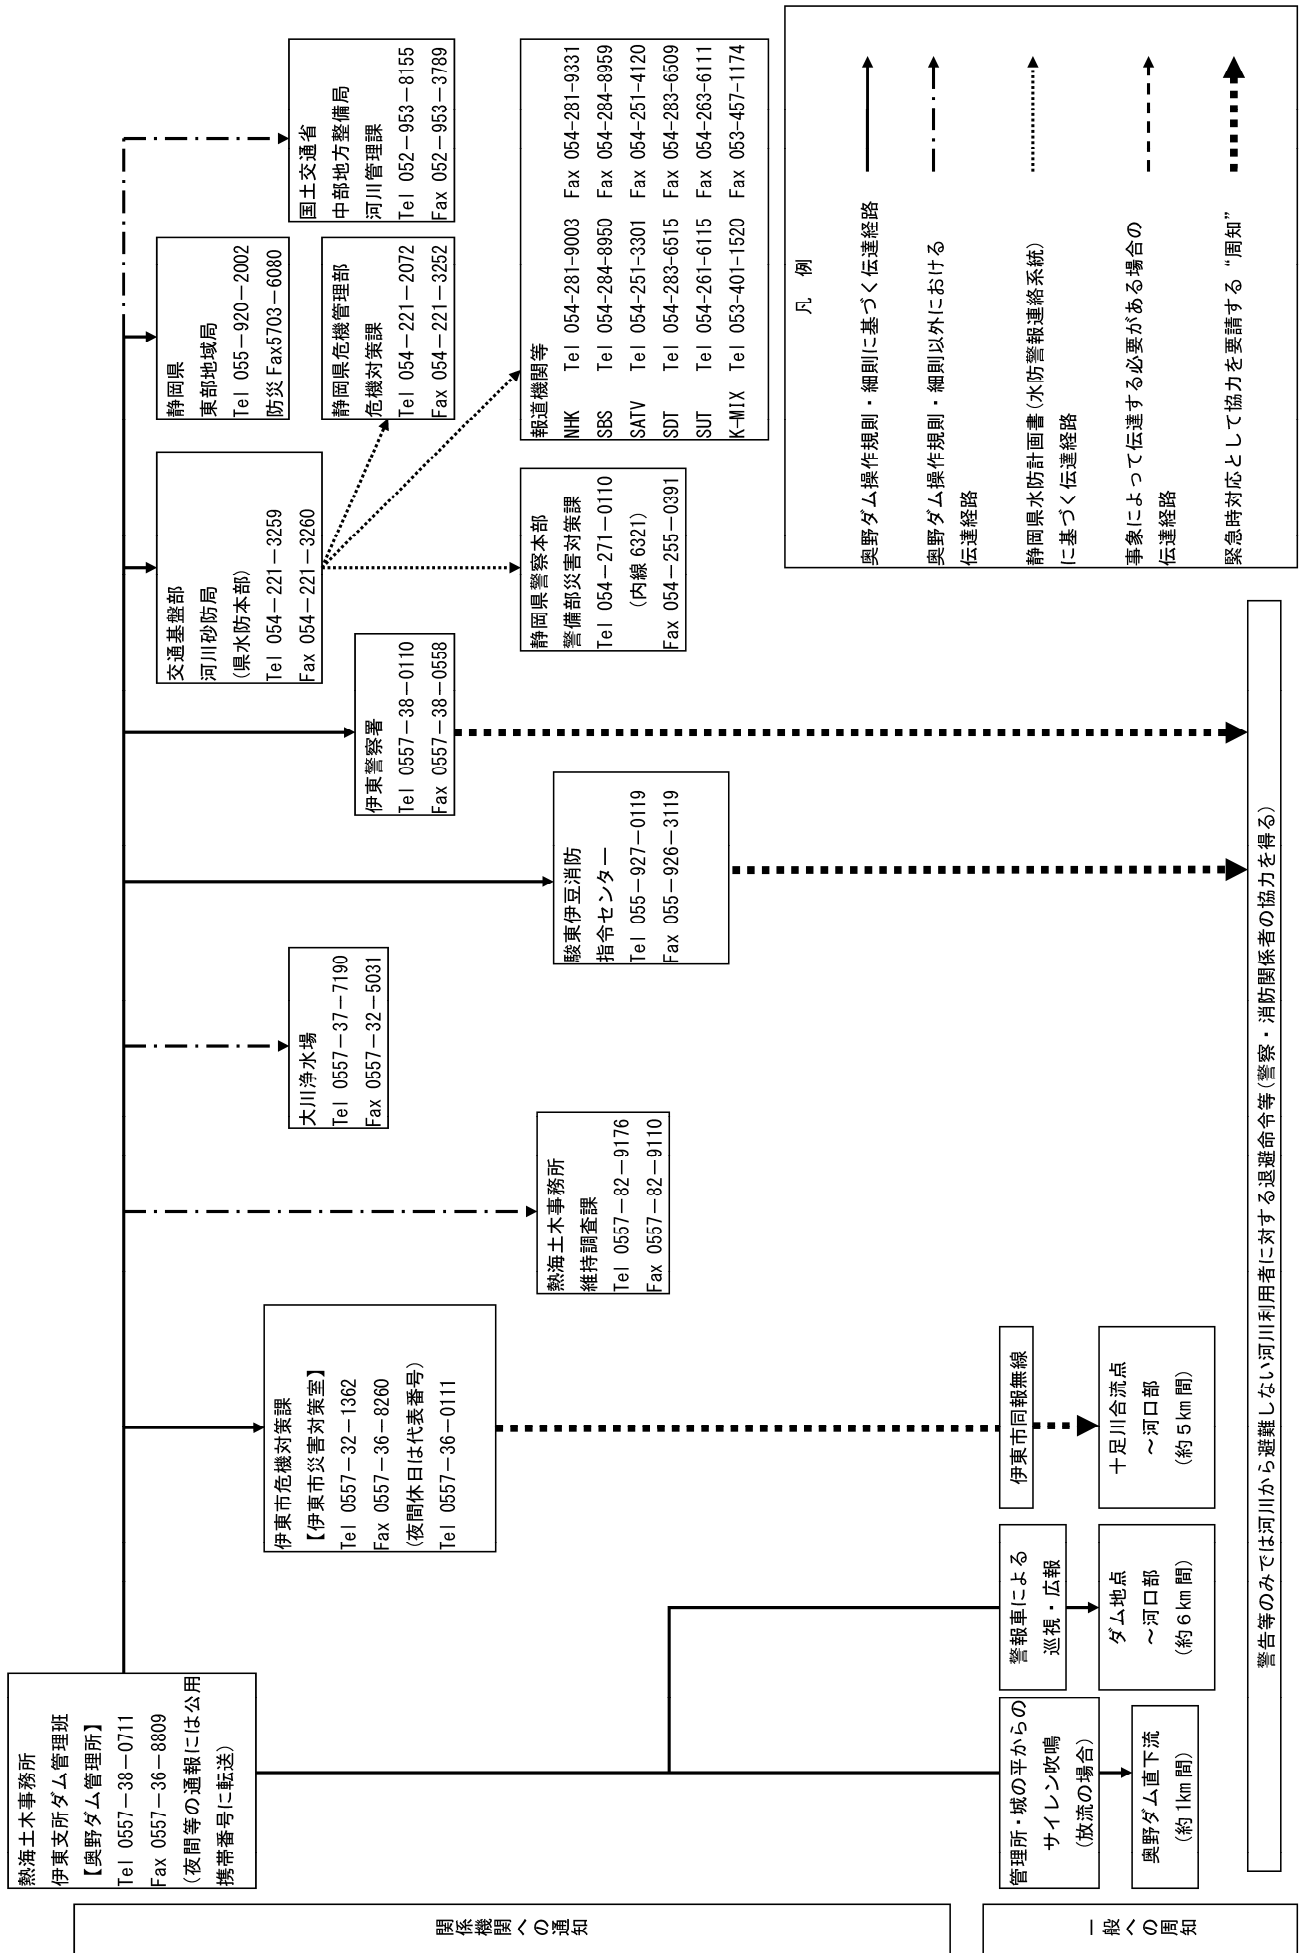 関係機関への通知
一般への周知
熱海土木事務所
伊東支所ダム管理班
【奥野ダム管理所】
Tel 0557－38－0711
Fax 0557－36－8809
(夜間等の通報には公用
携帯番号に転送)
伊東市危機対策課
【伊東市災害対策室】
Tel 0557－32－1362
Fax 0557－36－8260
(夜間休日は代表番号)
Tel 0557－36－0111
熱海土木事務所
維持調査課
Tel 0557－82－9176
Fax 0557－82－9110
大川浄水場
Tel 0557－37－7190
Fax 0557－32－5031
駿東伊豆消防
指令センター
Tel 055－927－0119
Fax 055－926－3119
伊東警察署
Tel 0557－38－0110
Fax 0557－38－0558
交通基盤部
河川砂防局
(県水防本部)
Tel 054－221－3259
Fax 054－221－3260
静岡県
東部地域局
Tel 055－920－2002
防災 Fax5703－6080
国土交通省
中部地方整備局
河川管理課
Tel 052－953－8155
Fax 052－953－3789
静岡県危機管理部
危機対策課
Tel 054－221－2072
Fax 054－221－3252
静岡県警察本部
警備部災害対策課
Tel 054－271－0110
(内線 6321)
Fax 054－255－0391
報道機関等
NHK Tel 054-281-9003 Fax 054-281-9331
SBS Tel 054-284-8950 Fax 054-284-8959
SATV Tel 054-251-3301 Fax 054-251-4120
SDT Tel 054-283-6515 Fax 054-283-6509
SUT Tel 054-261-6115 Fax 054-263-6111
K-MIX Tel 053-401-1520 Fax 053-457-1174
管理所・城の平からの
サイレン吹鳴
(放流の場合)
奥野ダム直下流
(約1km間)
警報車による
巡視・広報
ダム地点
～河口部
(約6km間)
伊東市同報無線
十足川合流点
～河口部
(約5km間)
警告等のみでは河川から避難しない河川利用者に対する退避命令等(警察・消防関係者の協力を得る)
凡 例
奥野ダム操作規則・細則に基づく伝達経路
奥野ダム操作規則・細則以外における
伝達経路
静岡県水防計画書(水防警報連絡系統)
に基づく伝達経路
事象によって伝達する必要がある場合の
伝達経路
緊急時対応として協力を要請する“周知”